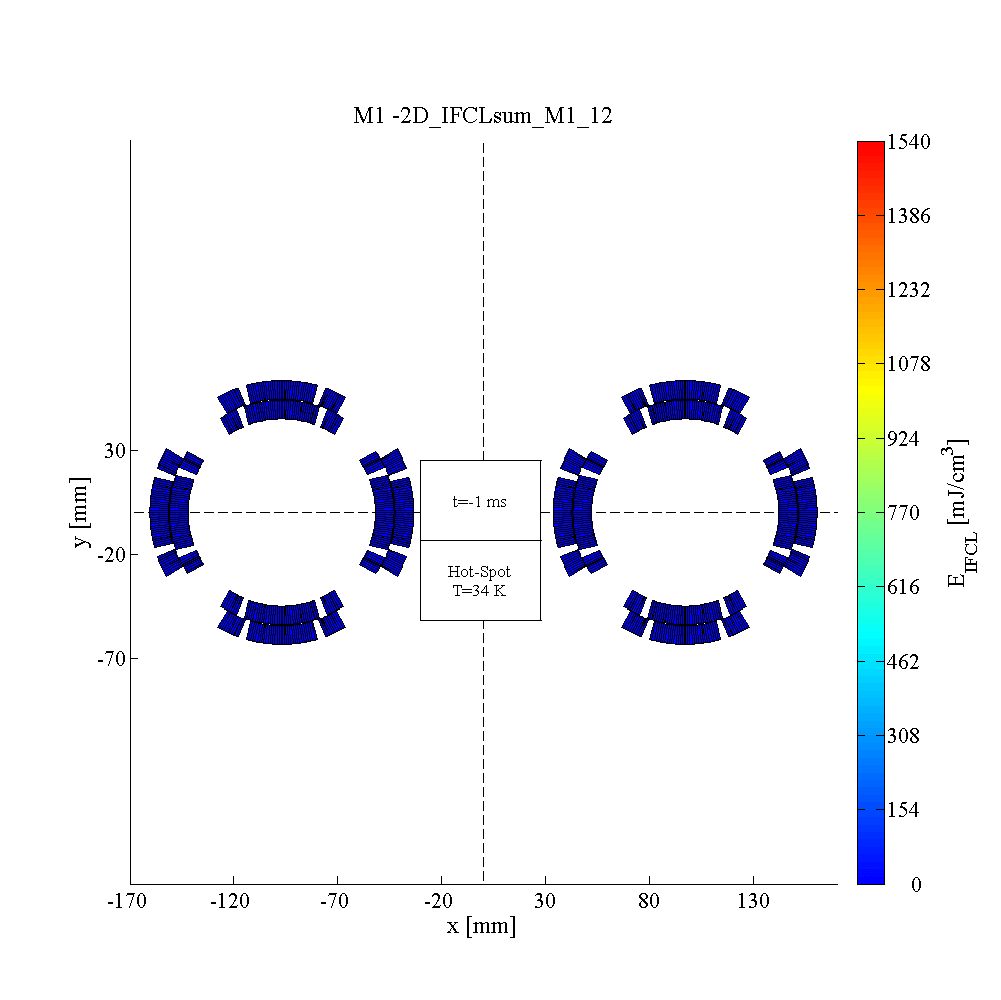 M1 -2D_IFCLsum_M1_12
1540
1386
1232
1078
924
770
616
462
308
154
0
E_IFCL [mJ/cm³]
30
-20
-70
y [mm]
t=-1 ms
Hot-Spot
T=34 K
-170 -120 -70 -20 30 80 130
x [mm]